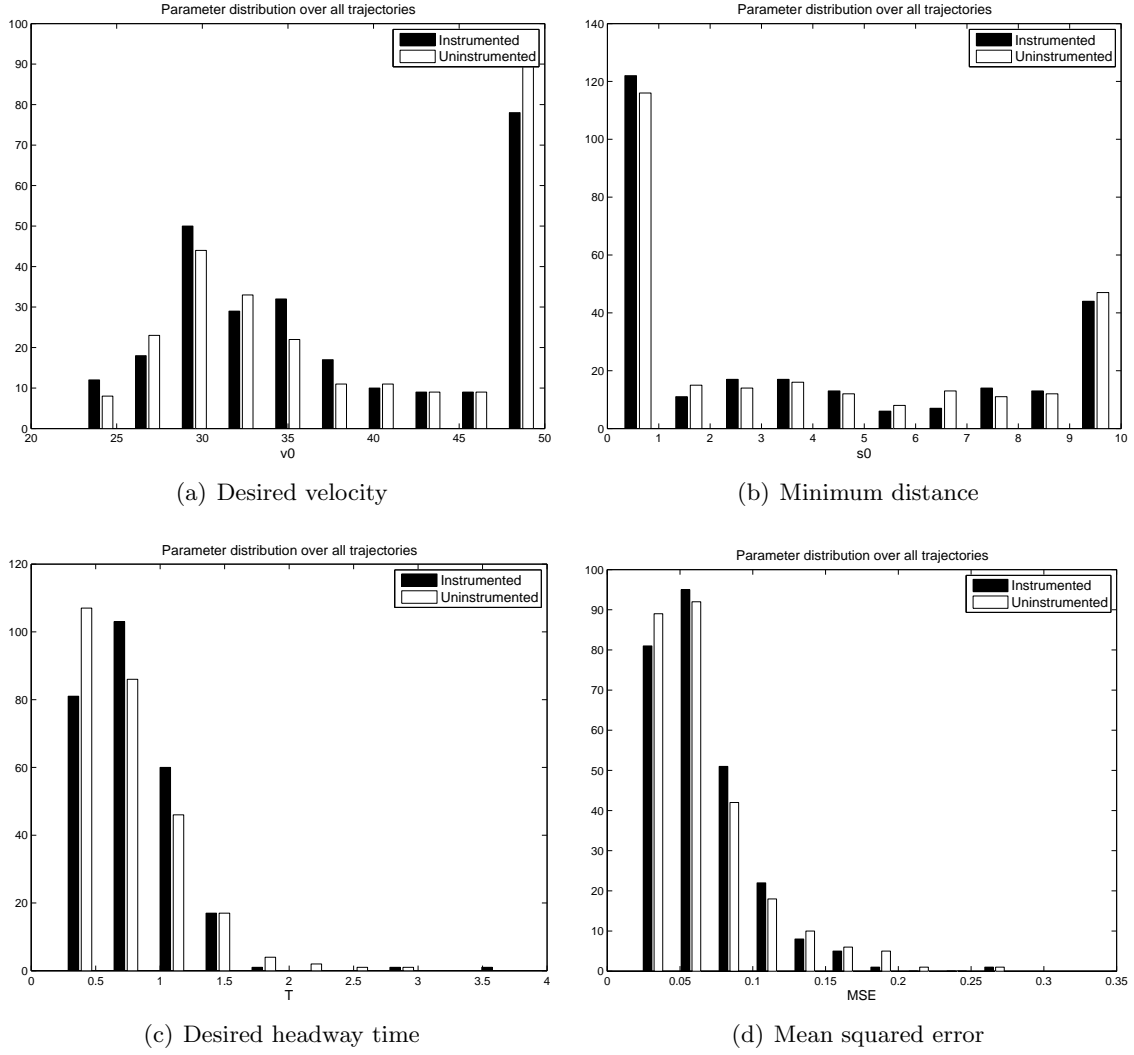 Parameter distribution over all trajectories
100
90
80
70
60
50
40
30
20
10
0
20 25 30 35 40 45 50
v0
Instrumented
Uninstrumented
(a) Desired velocity
Parameter distribution over all trajectories
140
120
100
80
60
40
20
0
0 1 2 3 4 5 6 7 8 9 10
s0
Instrumented
Uninstrumented
(b) Minimum distance
Parameter distribution over all trajectories
120
100
80
60
40
20
0
0 0.5 1 1.5 2 2.5 3 3.5 4
T
Instrumented
Uninstrumented
(c) Desired headway time
Parameter distribution over all trajectories
100
90
80
70
60
50
40
30
20
10
0
0 0.05 0.1 0.15 0.2 0.25 0.3 0.35
MSE
Instrumented
Uninstrumented
(d) Mean squared error